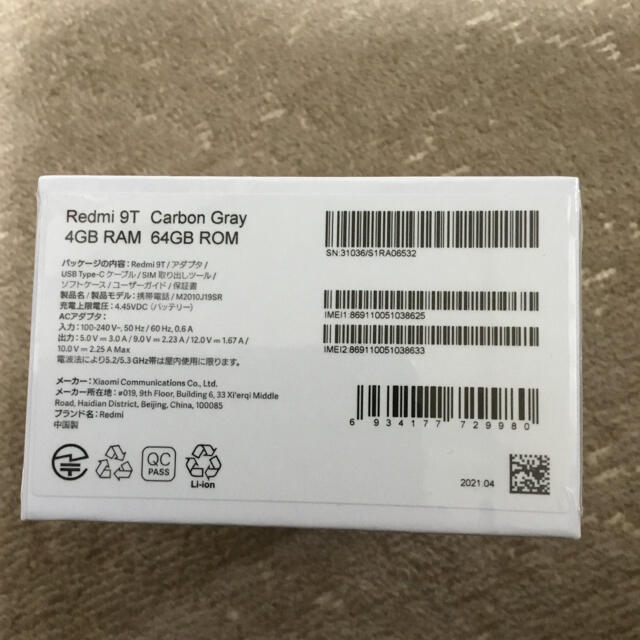 Redmi 9T Carbon Gray
4GB RAM 64GB ROM
パッケージの内容：Redmi 9T / アダプタ /
USB Type-C ケーブル / SIM 取り出しツール /
ソフトケース / ユーザーガイド / 保証書
製品名 / 製品モデル：携帯電話 / M2010J19SR
充電上限電圧：4.45VDC（バッテリー）
ACアダプタ：
入力：100-240 V~, 50 Hz / 60 Hz, 0.6 A
出力：5.0 V⎓3.0 A / 9.0 V⎓2.23 A / 12.0 V⎓1.67 A /
10.0 V⎓2.25 A Max
電波法により5.2/5.3 GHz帯は屋内使用に限ります。
メーカー：Xiaomi Communications Co., Ltd.
メーカー所在地：#019, 9th Floor, Building 6, 33 Xi'erqi Middle
Road, Haidian District, Beijing, China, 100085
ブランド名：Redmi
中国製
QC
PASS
Li-ion
SN:31036/S1RA06532
IMEI1:869110051038625
IMEI2:869110051038633
6 934177 729980
2021.04